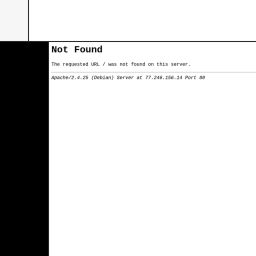 Not Found
The requested URL / was not found on this server.
Apache/2.4.25 (Debian) Server at 77.246.156.14 Port 80